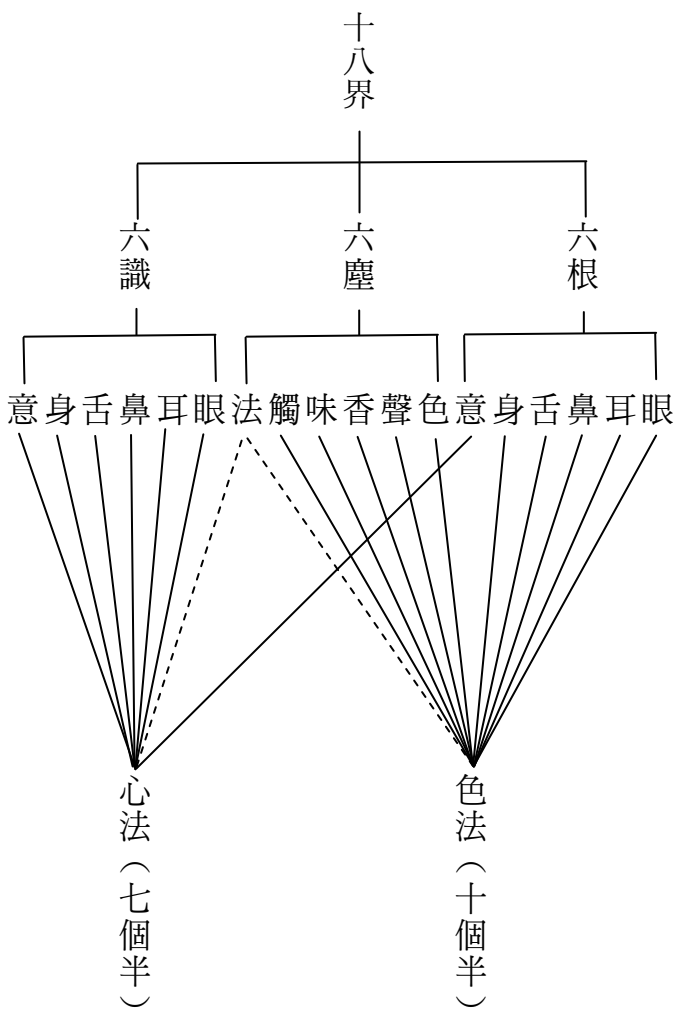 十八界
六根
六塵
六識
眼耳鼻舌身意
色聲香味觸法
眼耳鼻舌身意
色法（十個半）
心法（七個半）